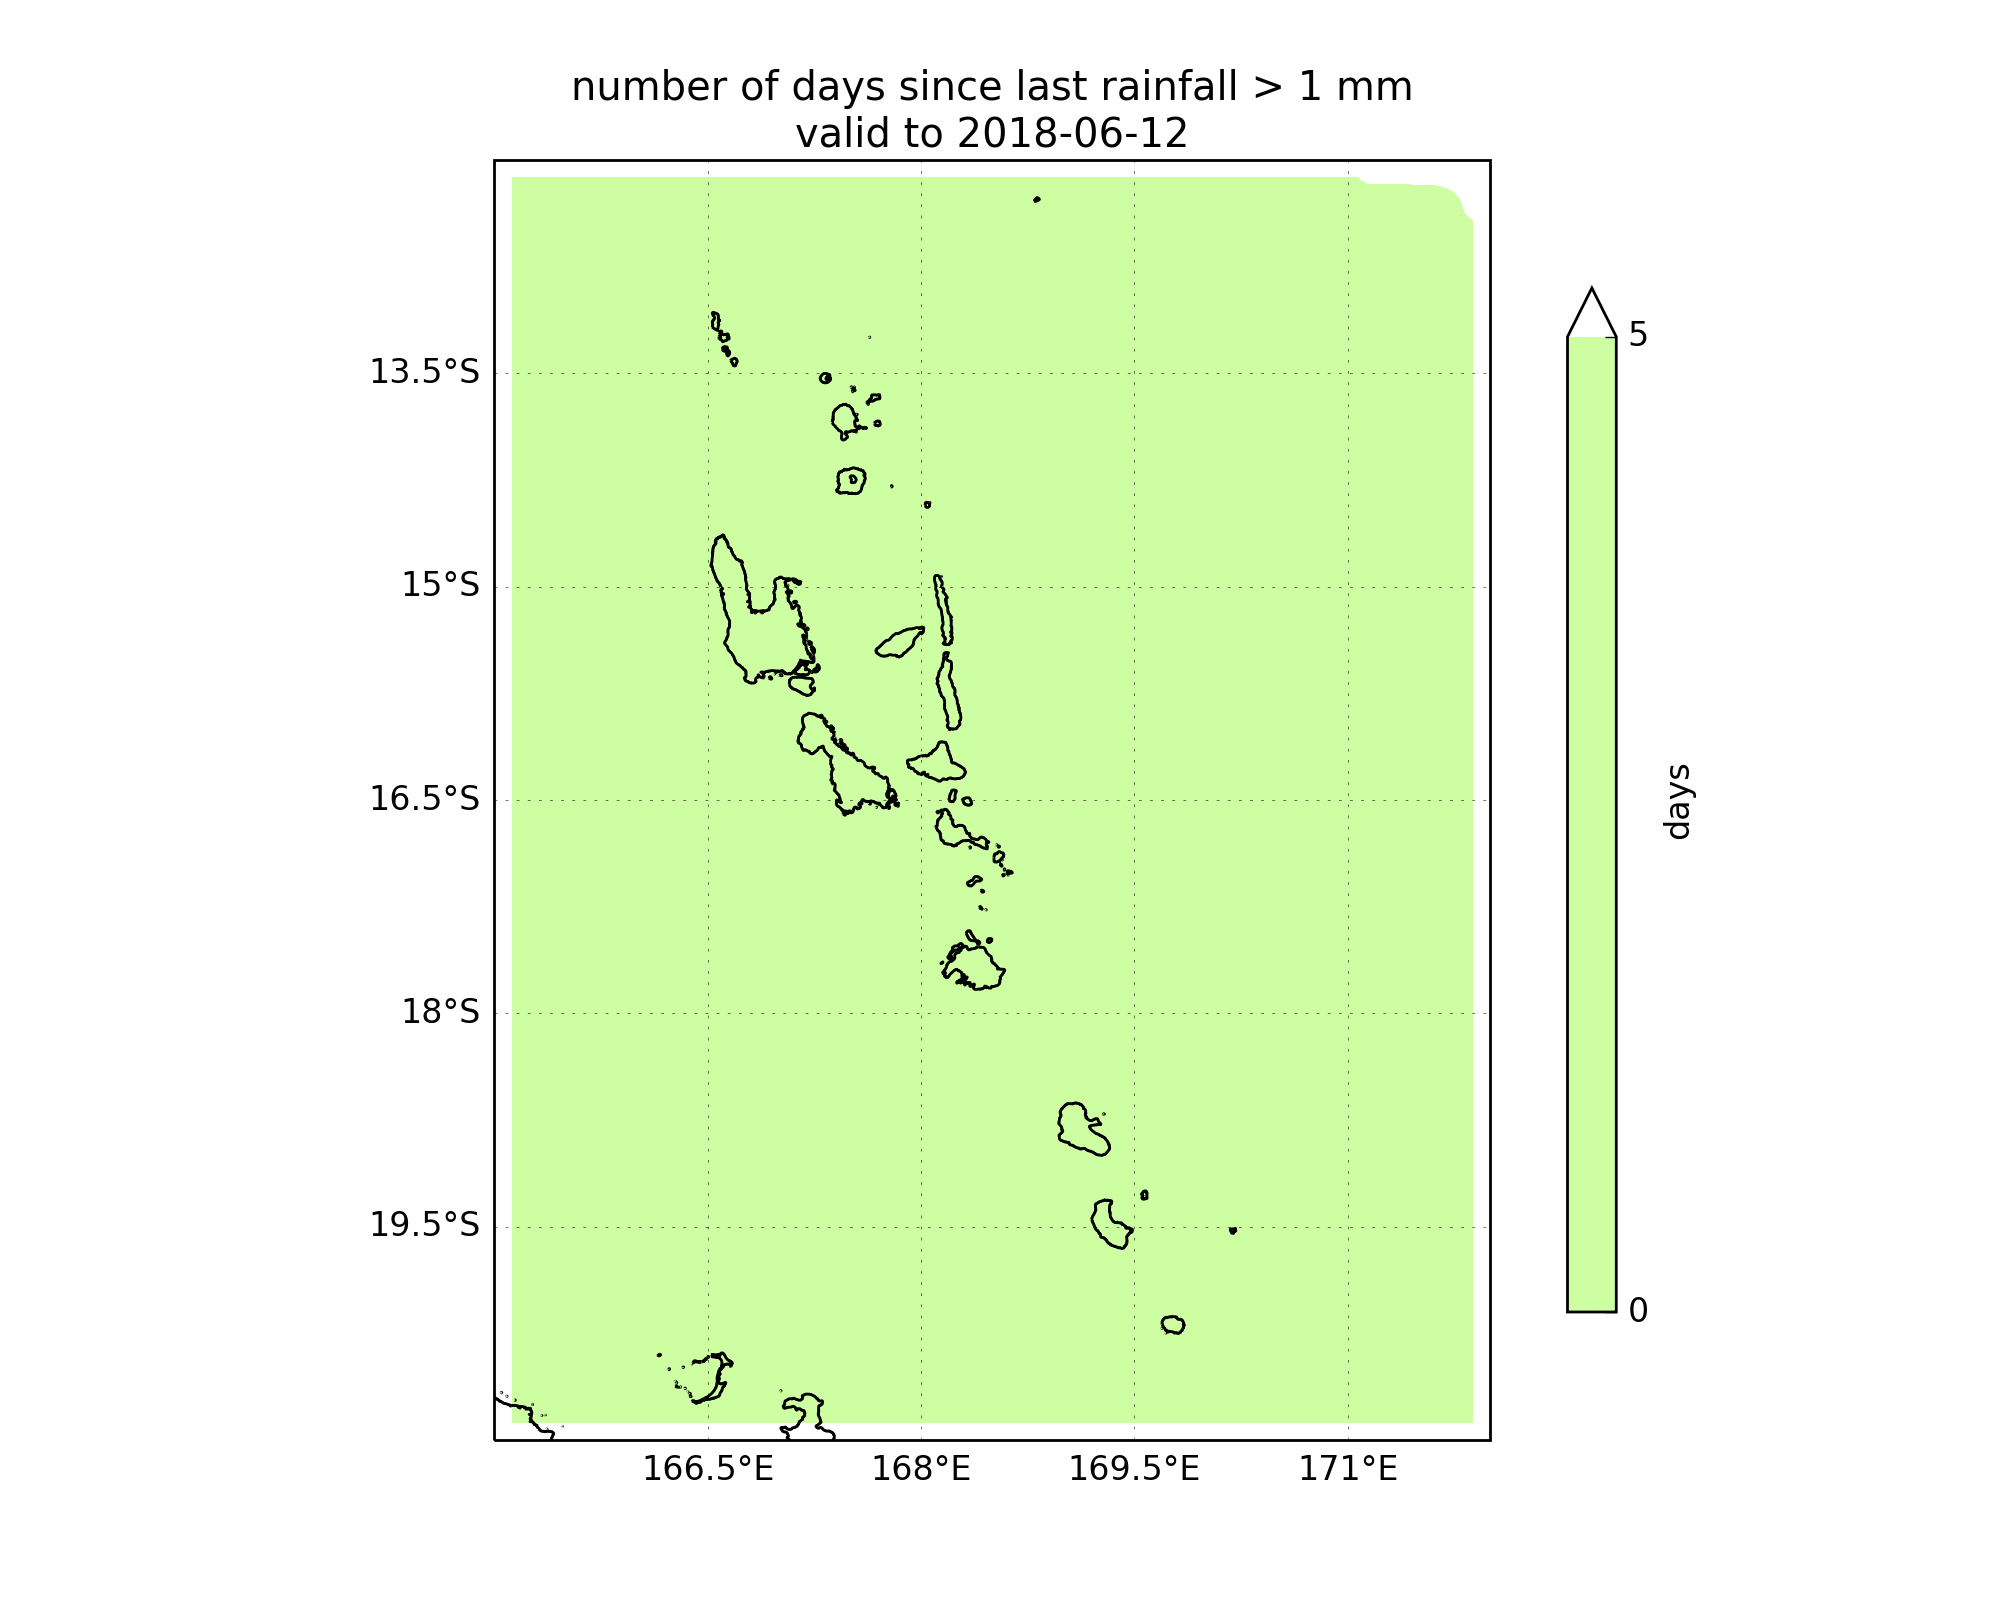 number of days since last rainfall > 1 mm
valid to 2018-06-12
13.5°S
15°S
16.5°S
18°S
19.5°S
166.5°E
168°E
169.5°E
171°E
5
0
days